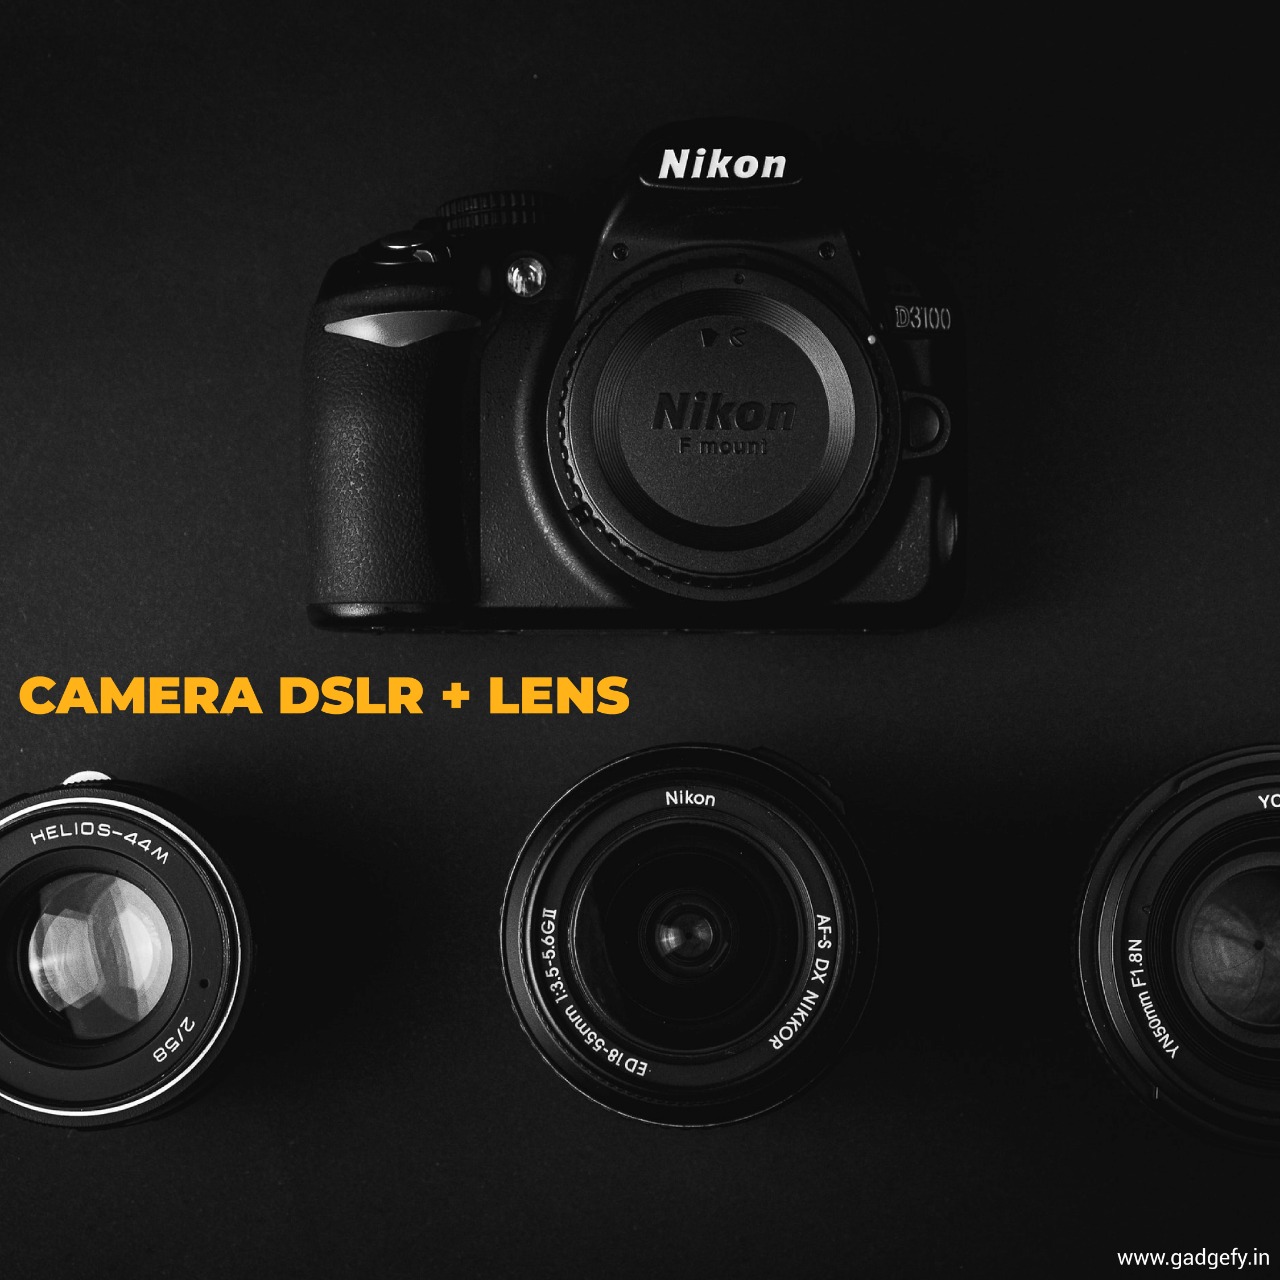 Nikon
D3100
Nikon
F mount
CAMERA DSLR + LENS
Nikon
HELIOS-44M
2/58
AF-S DX NIKKOR
ED 18-55mm 1:3.5-5.6GII
YN50mm F1.8N
www.gadgefy.in